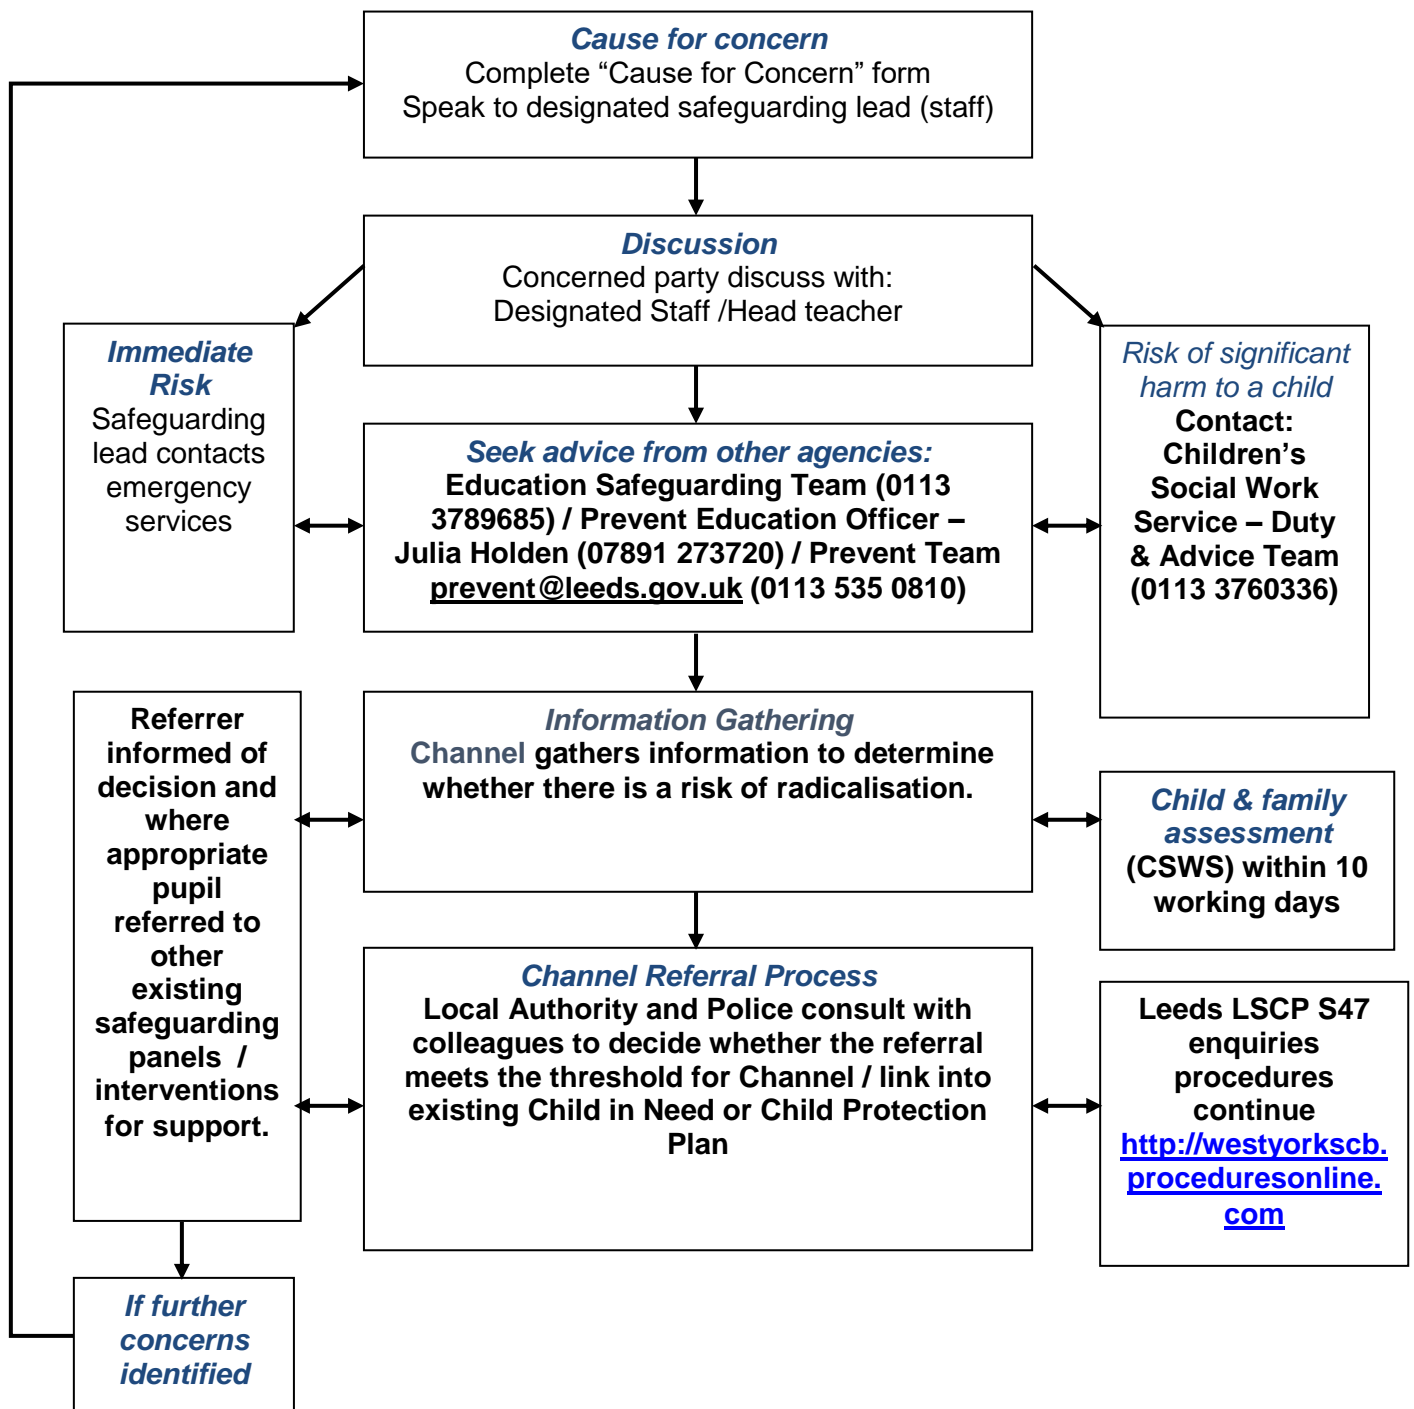 Cause for concern
Complete “Cause for Concern” form
Speak to designated safeguarding lead (staff)
Discussion
Concerned party discuss with:
Designated Staff /Head teacher
Immediate
Risk
Safeguarding
lead contacts
emergency
services
Seek advice from other agencies:
Education Safeguarding Team (0113
3789685) / Prevent Education Officer –
Julia Holden (07891 273720) / Prevent Team
prevent@leeds.gov.uk (0113 535 0810)
Risk of significant
harm to a child
Contact:
Children’s
Social Work
Service – Duty
& Advice Team
(0113 3760336)
Referrer
informed of
decision and
where
appropriate
pupil
referred to
other
existing
safeguarding
panels /
interventions
for support.
Information Gathering
Channel gathers information to determine
whether there is a risk of radicalisation.
Child & family
assessment
(CSWS) within 10
working days
Channel Referral Process
Local Authority and Police consult with
colleagues to decide whether the referral
meets the threshold for Channel / link into
existing Child in Need or Child Protection
Plan
Leeds LSCP S47
enquiries
procedures
continue
http://westyorkscb.
proceduresonline.
com
If further
concerns
identified